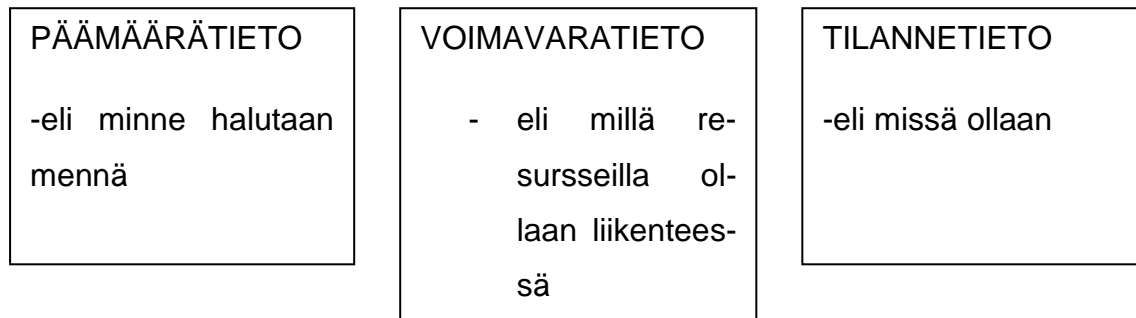 PÄÄMÄÄRÄTIETO
-eli minne halutaan
mennä
VOIMAVARATIETO
- eli millä re-
sursseilla ol-
laan liikentees-
sä
TILANNETIETO
-eli missä ollaan